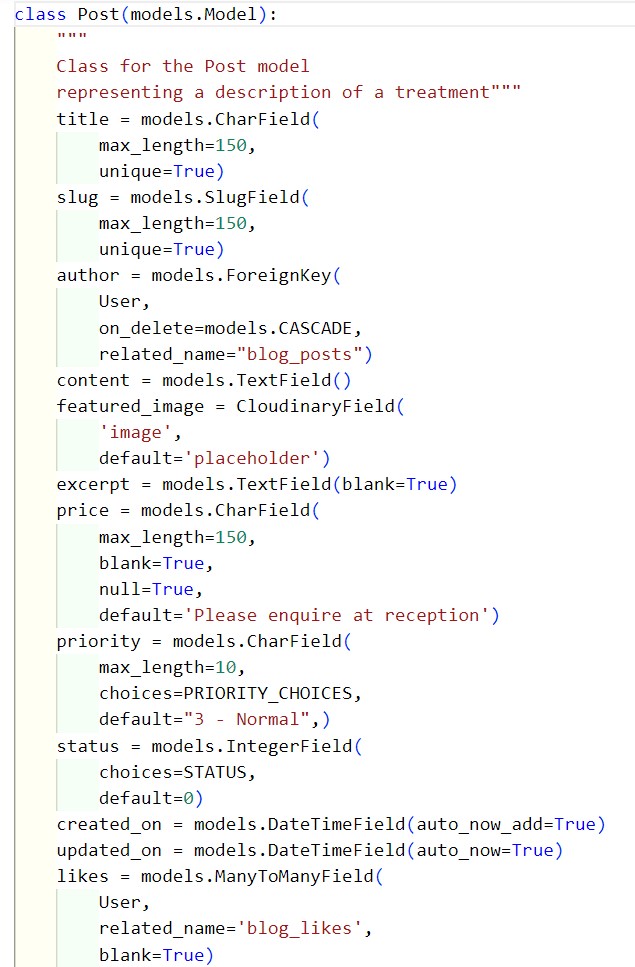 class Post(models.Model):
    """
    Class for the Post model
    representing a description of a treatment"""
    title = models.CharField(
        max_length=150,
        unique=True)
    slug = models.SlugField(
        max_length=150,
        unique=True)
    author = models.ForeignKey(
        User,
        on_delete=models.CASCADE,
        related_name="blog_posts")
    content = models.TextField()
    featured_image = CloudinaryField(
        'image',
        default='placeholder')
    excerpt = models.TextField(blank=True)
    price = models.CharField(
        max_length=150,
        blank=True,
        null=True,
        default='Please enquire at reception')
    priority = models.CharField(
        max_length=10,
        choices=PRIORITY_CHOICES,
        default="3 - Normal",)
    status = models.IntegerField(
        choices=STATUS,
        default=0)
    created_on = models.DateTimeField(auto_now_add=True)
    updated_on = models.DateTimeField(auto_now=True)
    likes = models.ManyToManyField(
        User,
        related_name='blog_likes',
        blank=True)